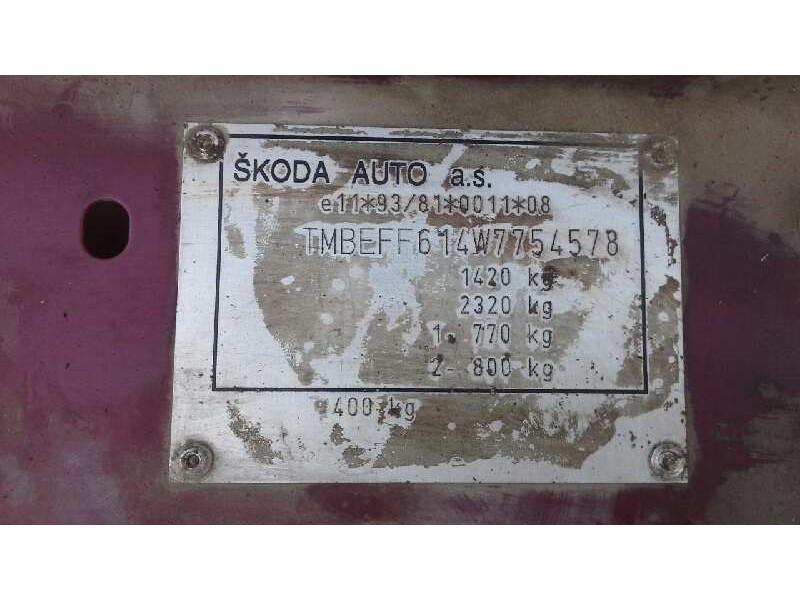 ŠKODA AUTO a.s.
e11*93/81*0011*08
TMBEFF614W7754578
1420 kg
2320 kg
1- 770 kg
2- 800 kg
400 kg